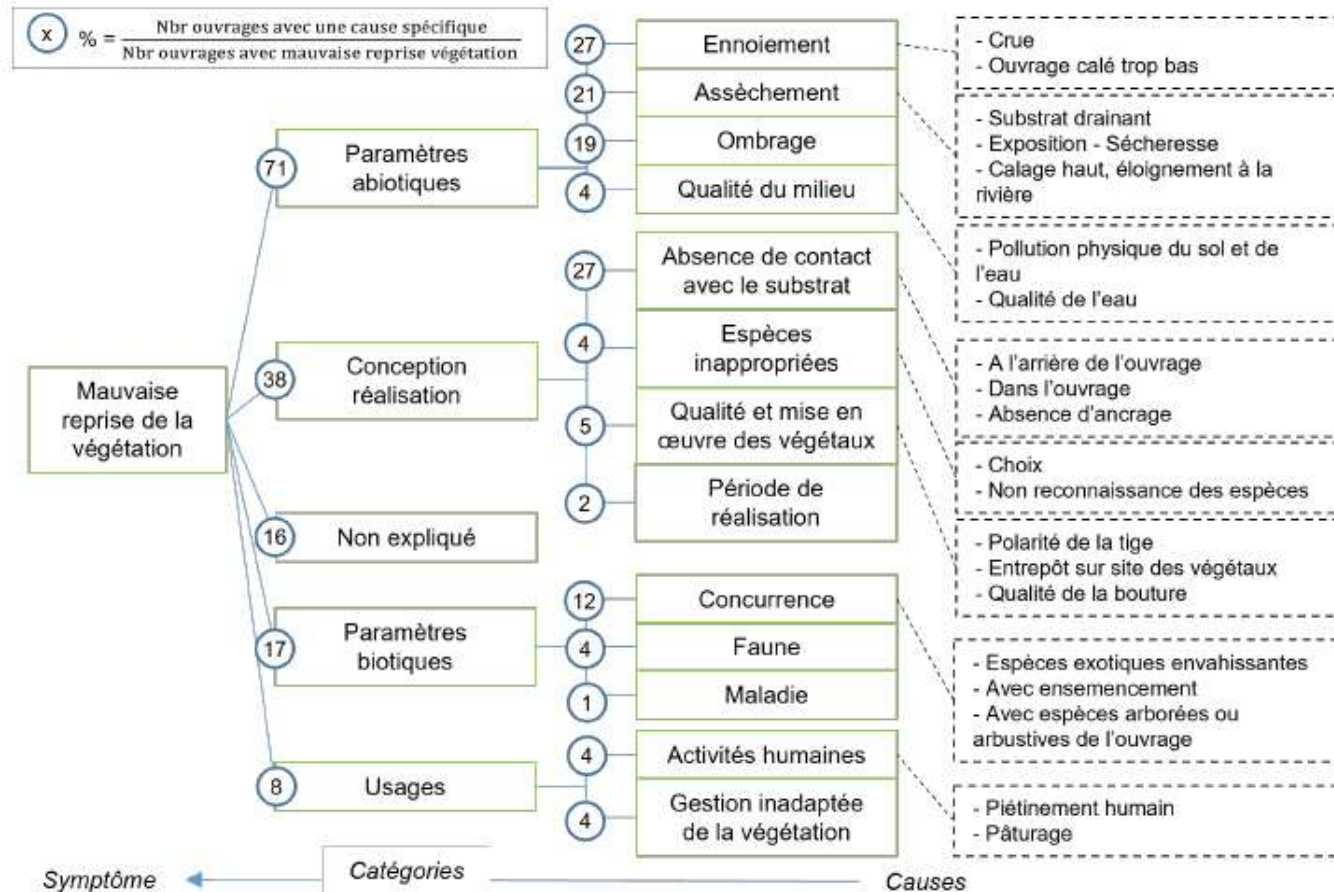 x % = Nbr ouvrages avec une cause spécifique
Nbr ouvrages avec mauvaise reprise végétation
Mauvaise
reprise de la
végétation
71
Paramètres
abiotiques
27
Ennoiement
21
Assèchement
19
Ombrage
4
Qualité du milieu
38
Conception
réalisation
27
Absence de contact
avec le substrat
4
Espèces
inappropriées
5
Qualité et mise en
œuvre des végétaux
2
Période de
réalisation
16
Non expliqué
17
Paramètres
biotiques
12
Concurrence
4
Faune
1
Maladie
8
Usages
4
Activités humaines
4
Gestion inadaptée
de la végétation
- Crue
- Ouvrage calé trop bas
- Substrat drainant
- Exposition - Sécheresse
- Calage haut, éloignement à la
rivière
- Pollution physique du sol et de
l'eau
- Qualité de l'eau
- A l'arrière de l'ouvrage
- Dans l'ouvrage
- Absence d'ancrage
- Choix
- Non reconnaissance des espèces
- Polarité de la tige
- Entrepôt sur site des végétaux
- Qualité de la bouture
- Espèces exotiques envahissantes
- Avec ensemencement
- Avec espèces arborées ou
arbustives de l'ouvrage
- Piétinement humain
- Pâturage
Symptôme
Catégories
Causes